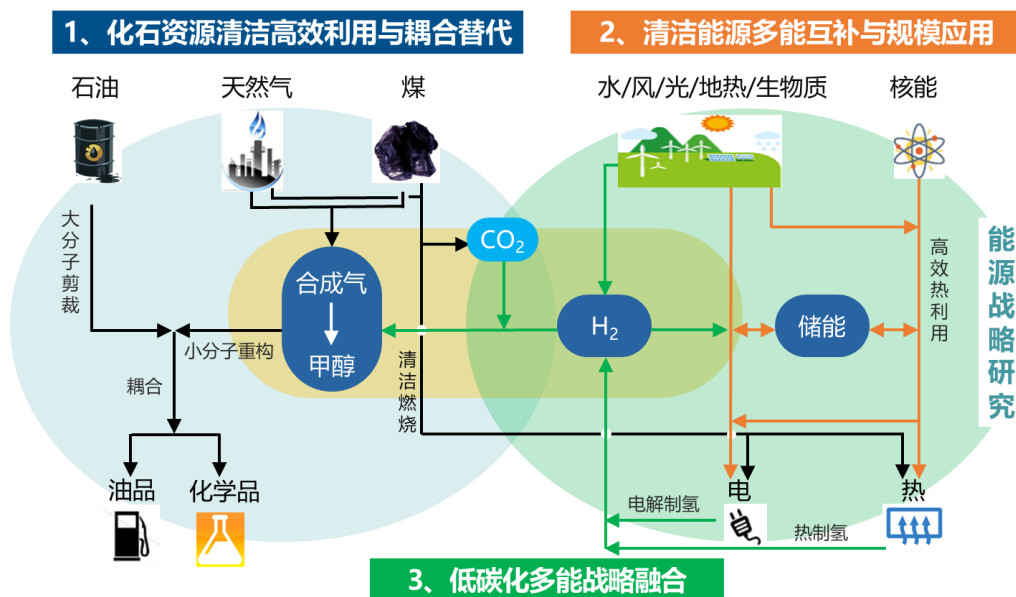 1、化石资源清洁高效利用与耦合替代
2、清洁能源多能互补与规模应用
石油
天然气
煤
水/风/光/地热/生物质
核能
大分子剪裁
CO₂
高效热利用
能源战略研究
合成气
甲醇
H₂
储能
小分子重构
清洁燃烧
耦合
油品
化学品
电
热
电解制氢
热制氢
3、低碳化多能战略融合